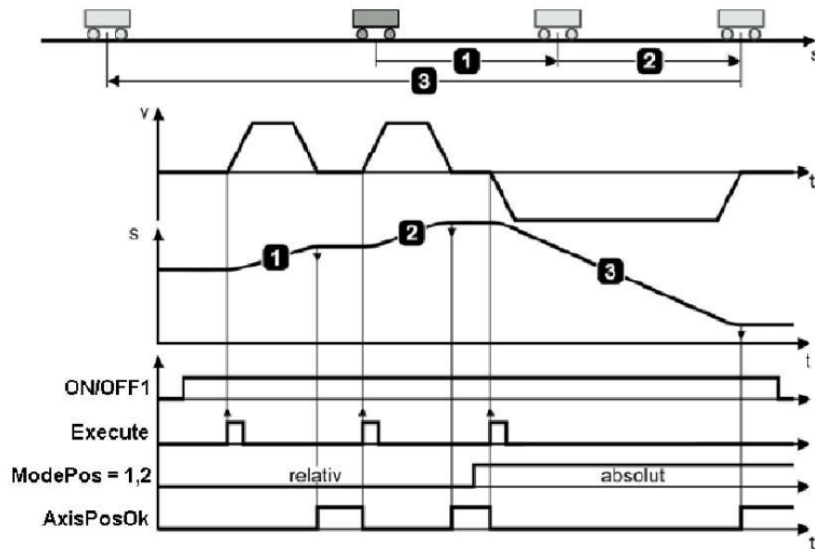 s
1
2
3
v
t
s
1
2
3
t
ON/OFF1
Execute
ModePos = 1,2
relativ
absolut
AxisPosOk
t